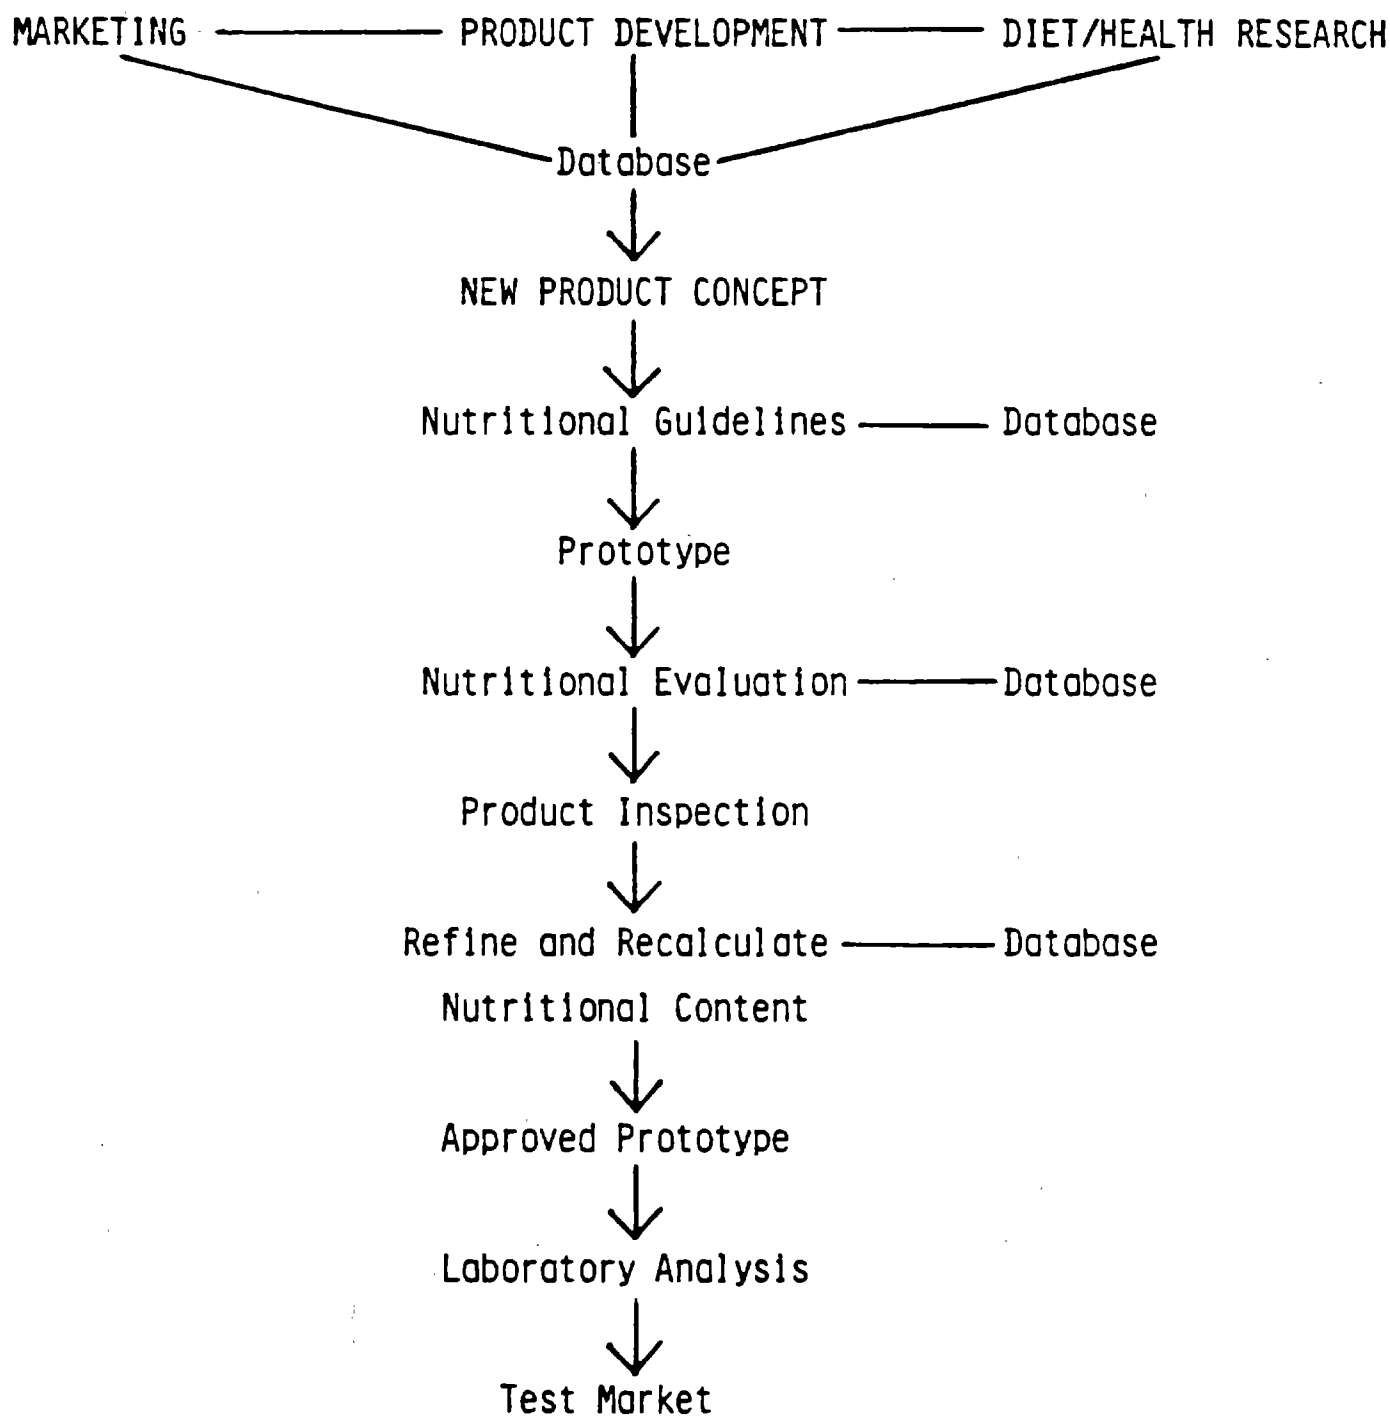 MARKETING PRODUCT DEVELOPMENT DIET/HEALTH RESEARCH
Database
NEW PRODUCT CONCEPT
Nutritional Guidelines Database
Prototype
Nutritional Evaluation Database
Product Inspection
Refine and Recalculate Database
Nutritional Content
Approved Prototype
Laboratory Analysis
Test Market